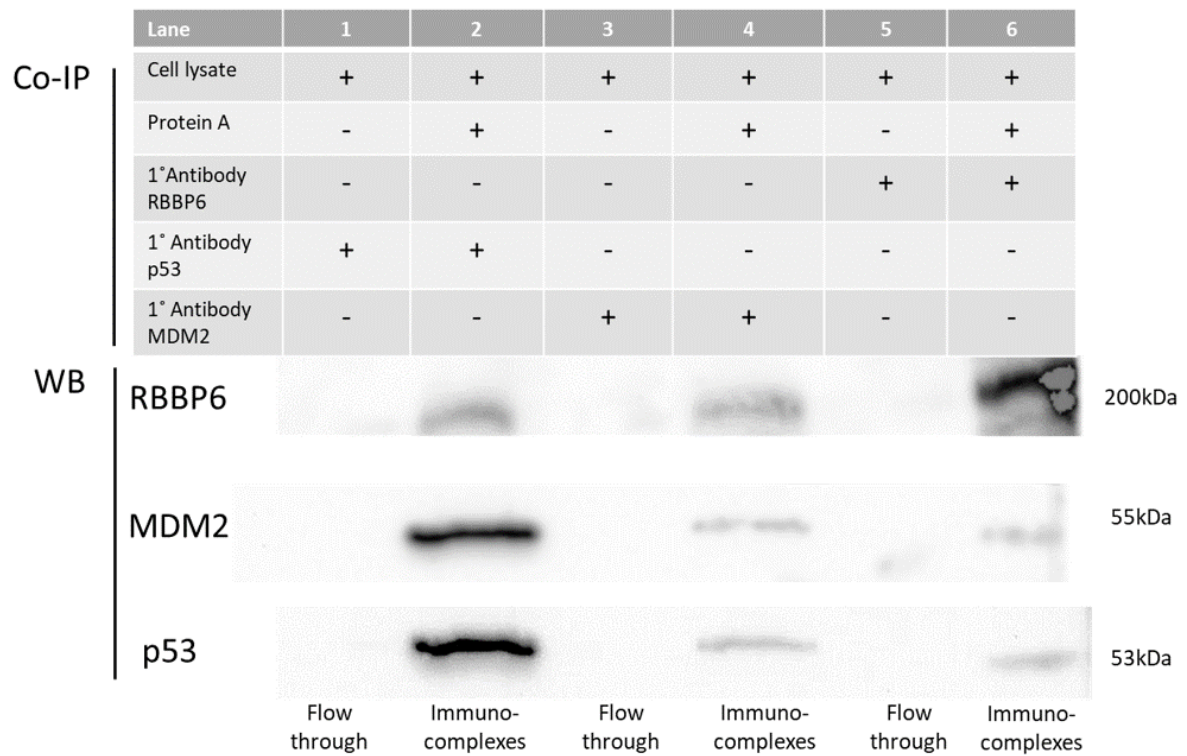 Lane 1 2 3 4 5 6
Co-IP
Cell lysate + + + + + +
Protein A - + - + - +
1˚Antibody
RBBP6 - - - - + +
1˚ Antibody
p53 + + - - - -
1˚ Antibody
MDM2 - - + + - -
WB
RBBP6 200kDa
MDM2 55kDa
p53 53kDa
Flow Immuno- Flow Immuno- Flow Immuno-
through complexes through complexes through complexes